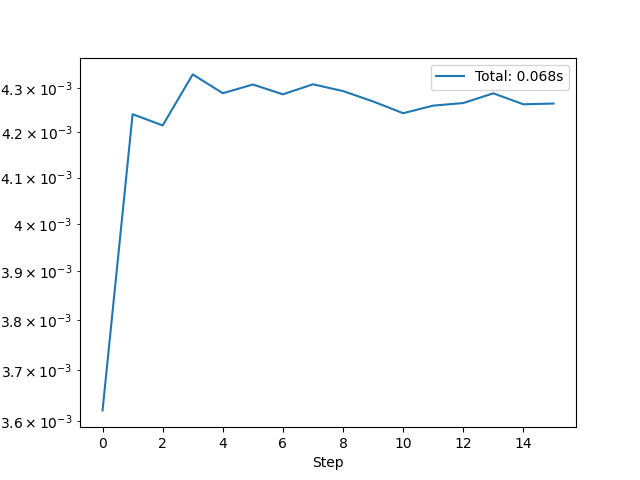 Total: 0.068s
4.3 × 10⁻³
4.2 × 10⁻³
4.1 × 10⁻³
4 × 10⁻³
3.9 × 10⁻³
3.8 × 10⁻³
3.7 × 10⁻³
3.6 × 10⁻³
0 2 4 6 8 10 12 14
Step